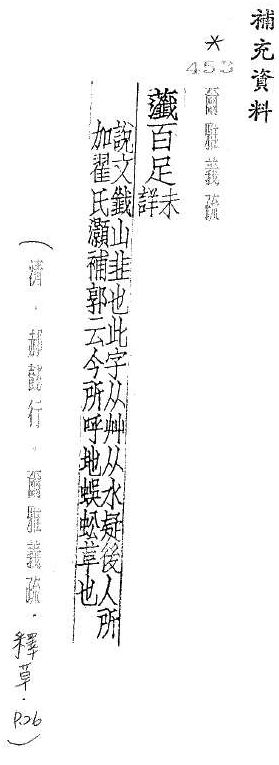 補充資料
*
453
爾雅義疏
虃百足未詳
說文韱山韭也此字从艸从水疑後人所
加翟氏灝補郭云今所呼地蜈蚣草也
(清.郝懿行.爾雅義疏.釋草.P.26)